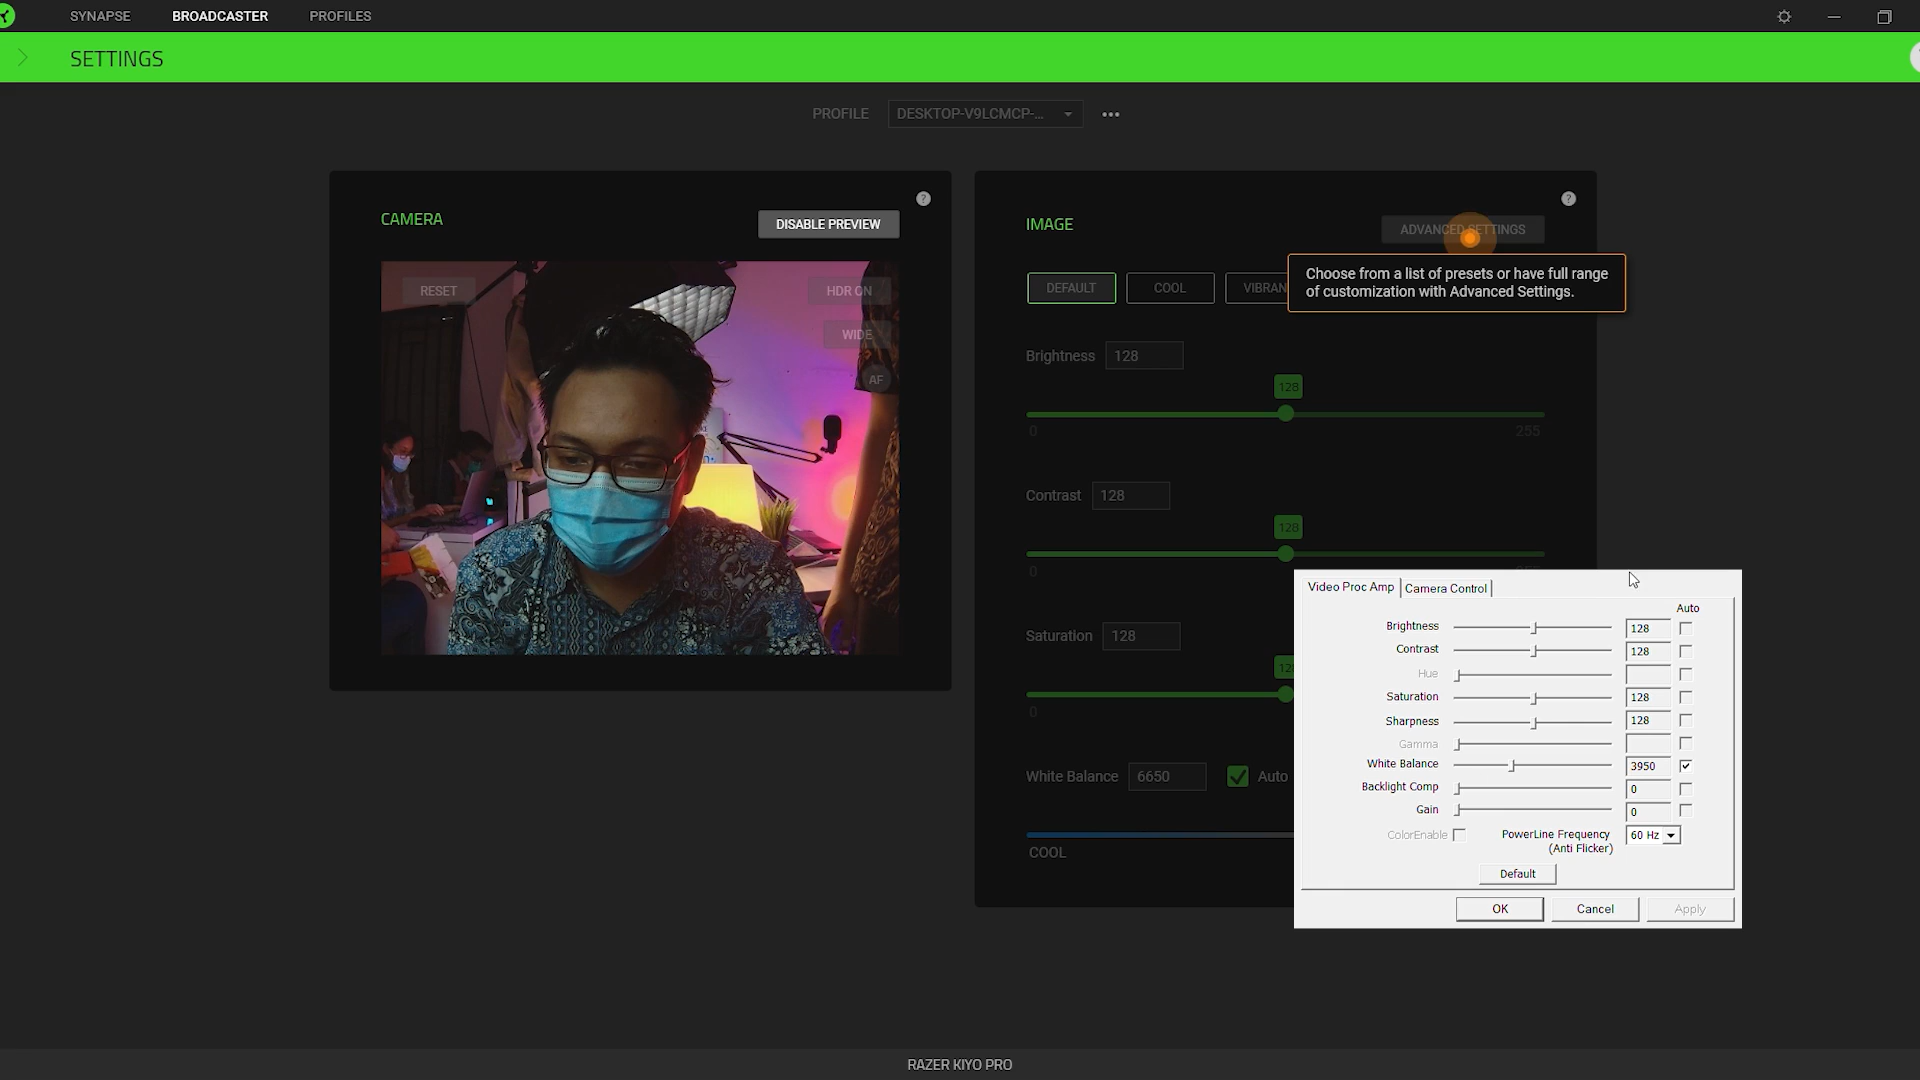 SYNAPSE BROADCASTER PROFILES
SETTINGS
PROFILE DESKTOP-V9LCMCP-...
CAMERA
DISABLE PREVIEW
RESET
HDR ON
WIDE
AF
IMAGE
ADVANCED SETTINGS
Choose from a list of presets or have full range
of customization with Advanced Settings.
DEFAULT COOL VIBRAN
Brightness 128
128
0 255
Contrast 128
128
0
Saturation 128
12
0
White Balance 6650 Auto
COOL
Video Proc Amp Camera Control
Auto
Brightness 128
Contrast 128
Hue
Saturation 128
Sharpness 128
Gamma
White Balance 3950
Backlight Comp 0
Gain 0
ColorEnable PowerLine Frequency 60 Hz
(Anti Flicker)
Default
OK Cancel Apply
RAZER KIYO PRO